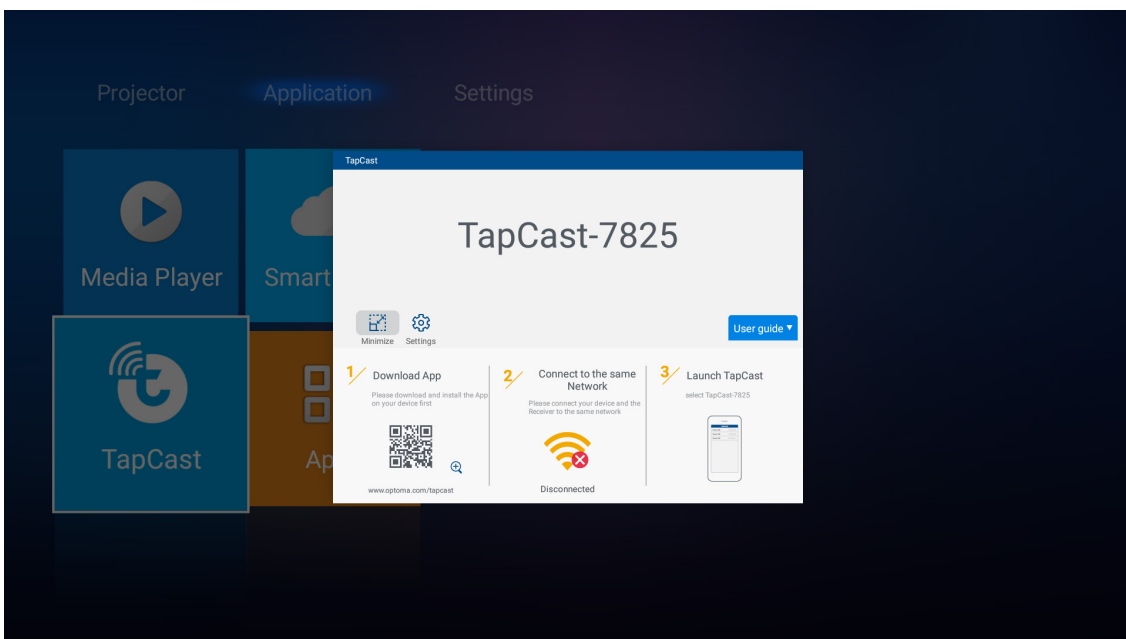 Projector
Application
Settings
Media Player
Smart
TapCast
Ap
TapCast
TapCast-7825
Minimize
Settings
User guide
1
Download App
Please download and install the App
on your device first
www.optoma.com/tapcast
2
Connect to the same
Network
Please connect your device and the
Receiver to the same network
Disconnected
3
Launch TapCast
select TapCast-7825